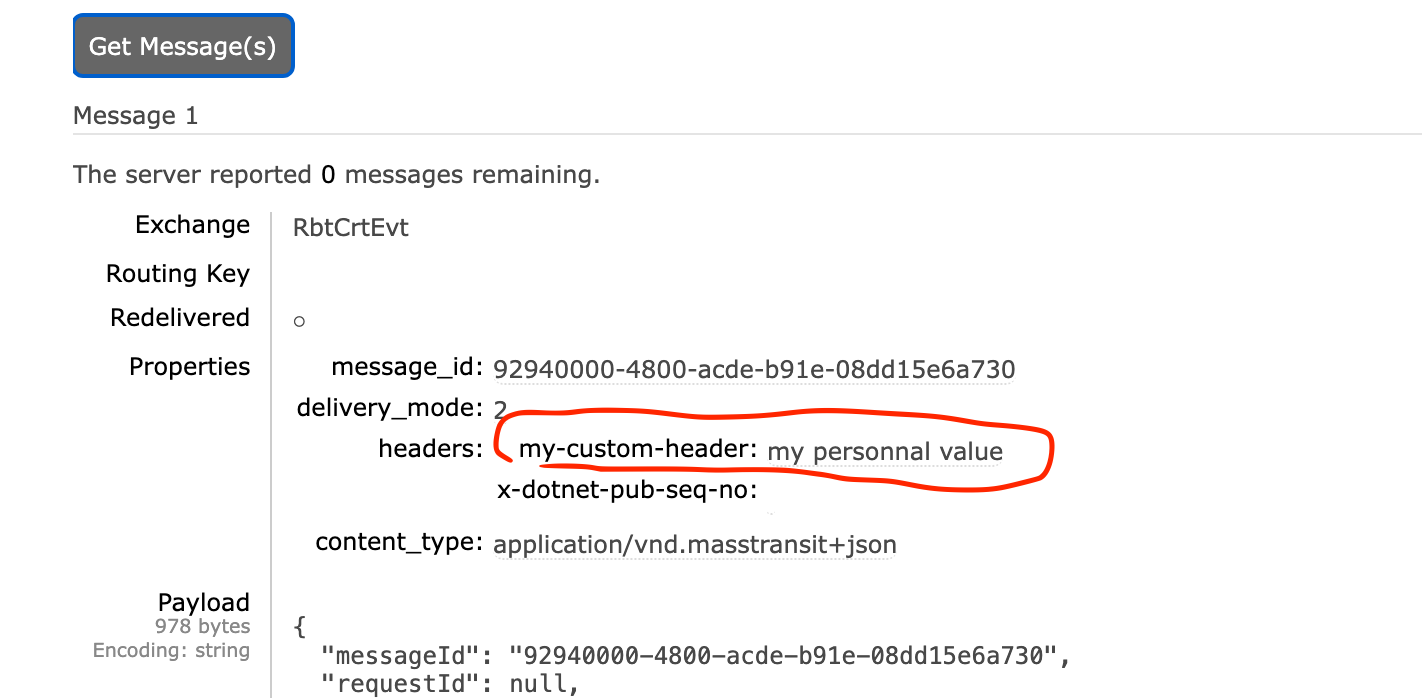 Get Message(s)
Message 1
The server reported 0 messages remaining.
Exchange RbtCrtEvt
Routing Key
Redelivered ○
Properties message_id: 92940000-4800-acde-b91e-08dd15e6a730
delivery_mode: 2
headers: my-custom-header: my personnal value
x-dotnet-pub-seq-no:
content_type: application/vnd.masstransit+json
Payload
978 bytes
Encoding: string
{
"messageId": "92940000-4800-acde-b91e-08dd15e6a730",
"requestId": null,